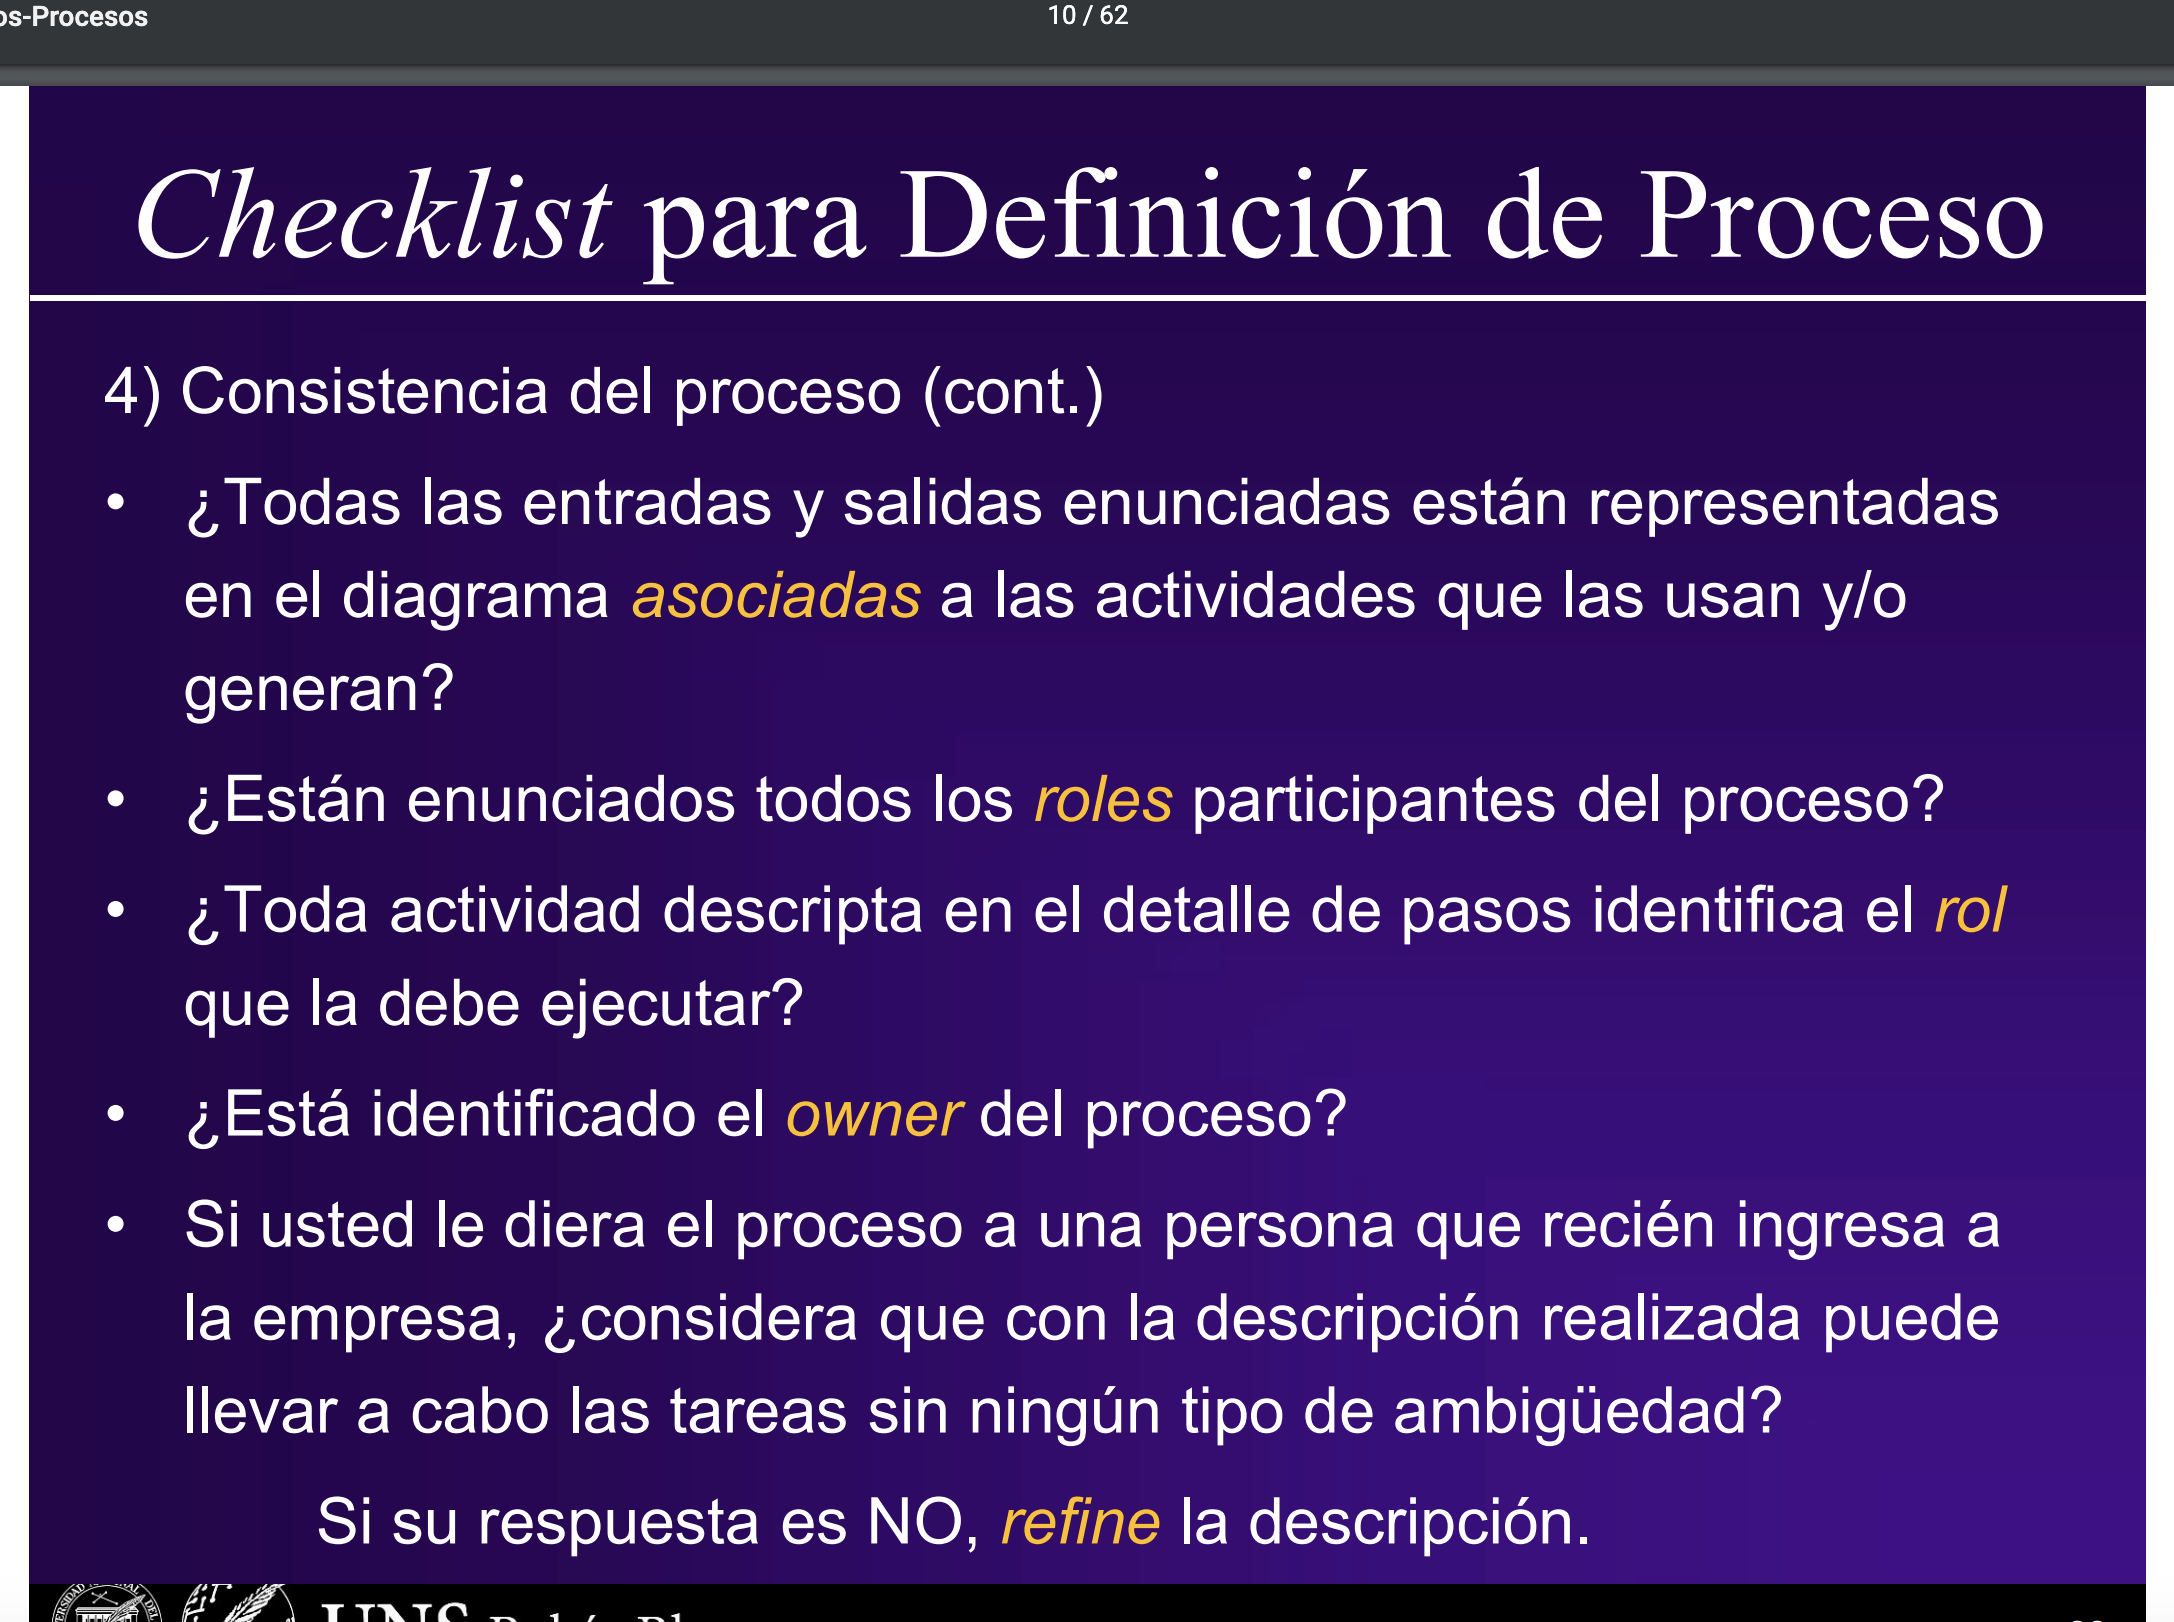 os-Procesos
10 / 62
Checklist para Definición de Proceso
4) Consistencia del proceso (cont.)
• ¿Todas las entradas y salidas enunciadas están representadas
en el diagrama asociadas a las actividades que las usan y/o
generan?
• ¿Están enunciados todos los roles participantes del proceso?
• ¿Toda actividad descripta en el detalle de pasos identifica el rol
que la debe ejecutar?
• ¿Está identificado el owner del proceso?
• Si usted le diera el proceso a una persona que recién ingresa a
la empresa, ¿considera que con la descripción realizada puede
llevar a cabo las tareas sin ningún tipo de ambigüedad?
Si su respuesta es NO, refine la descripción.
UNS